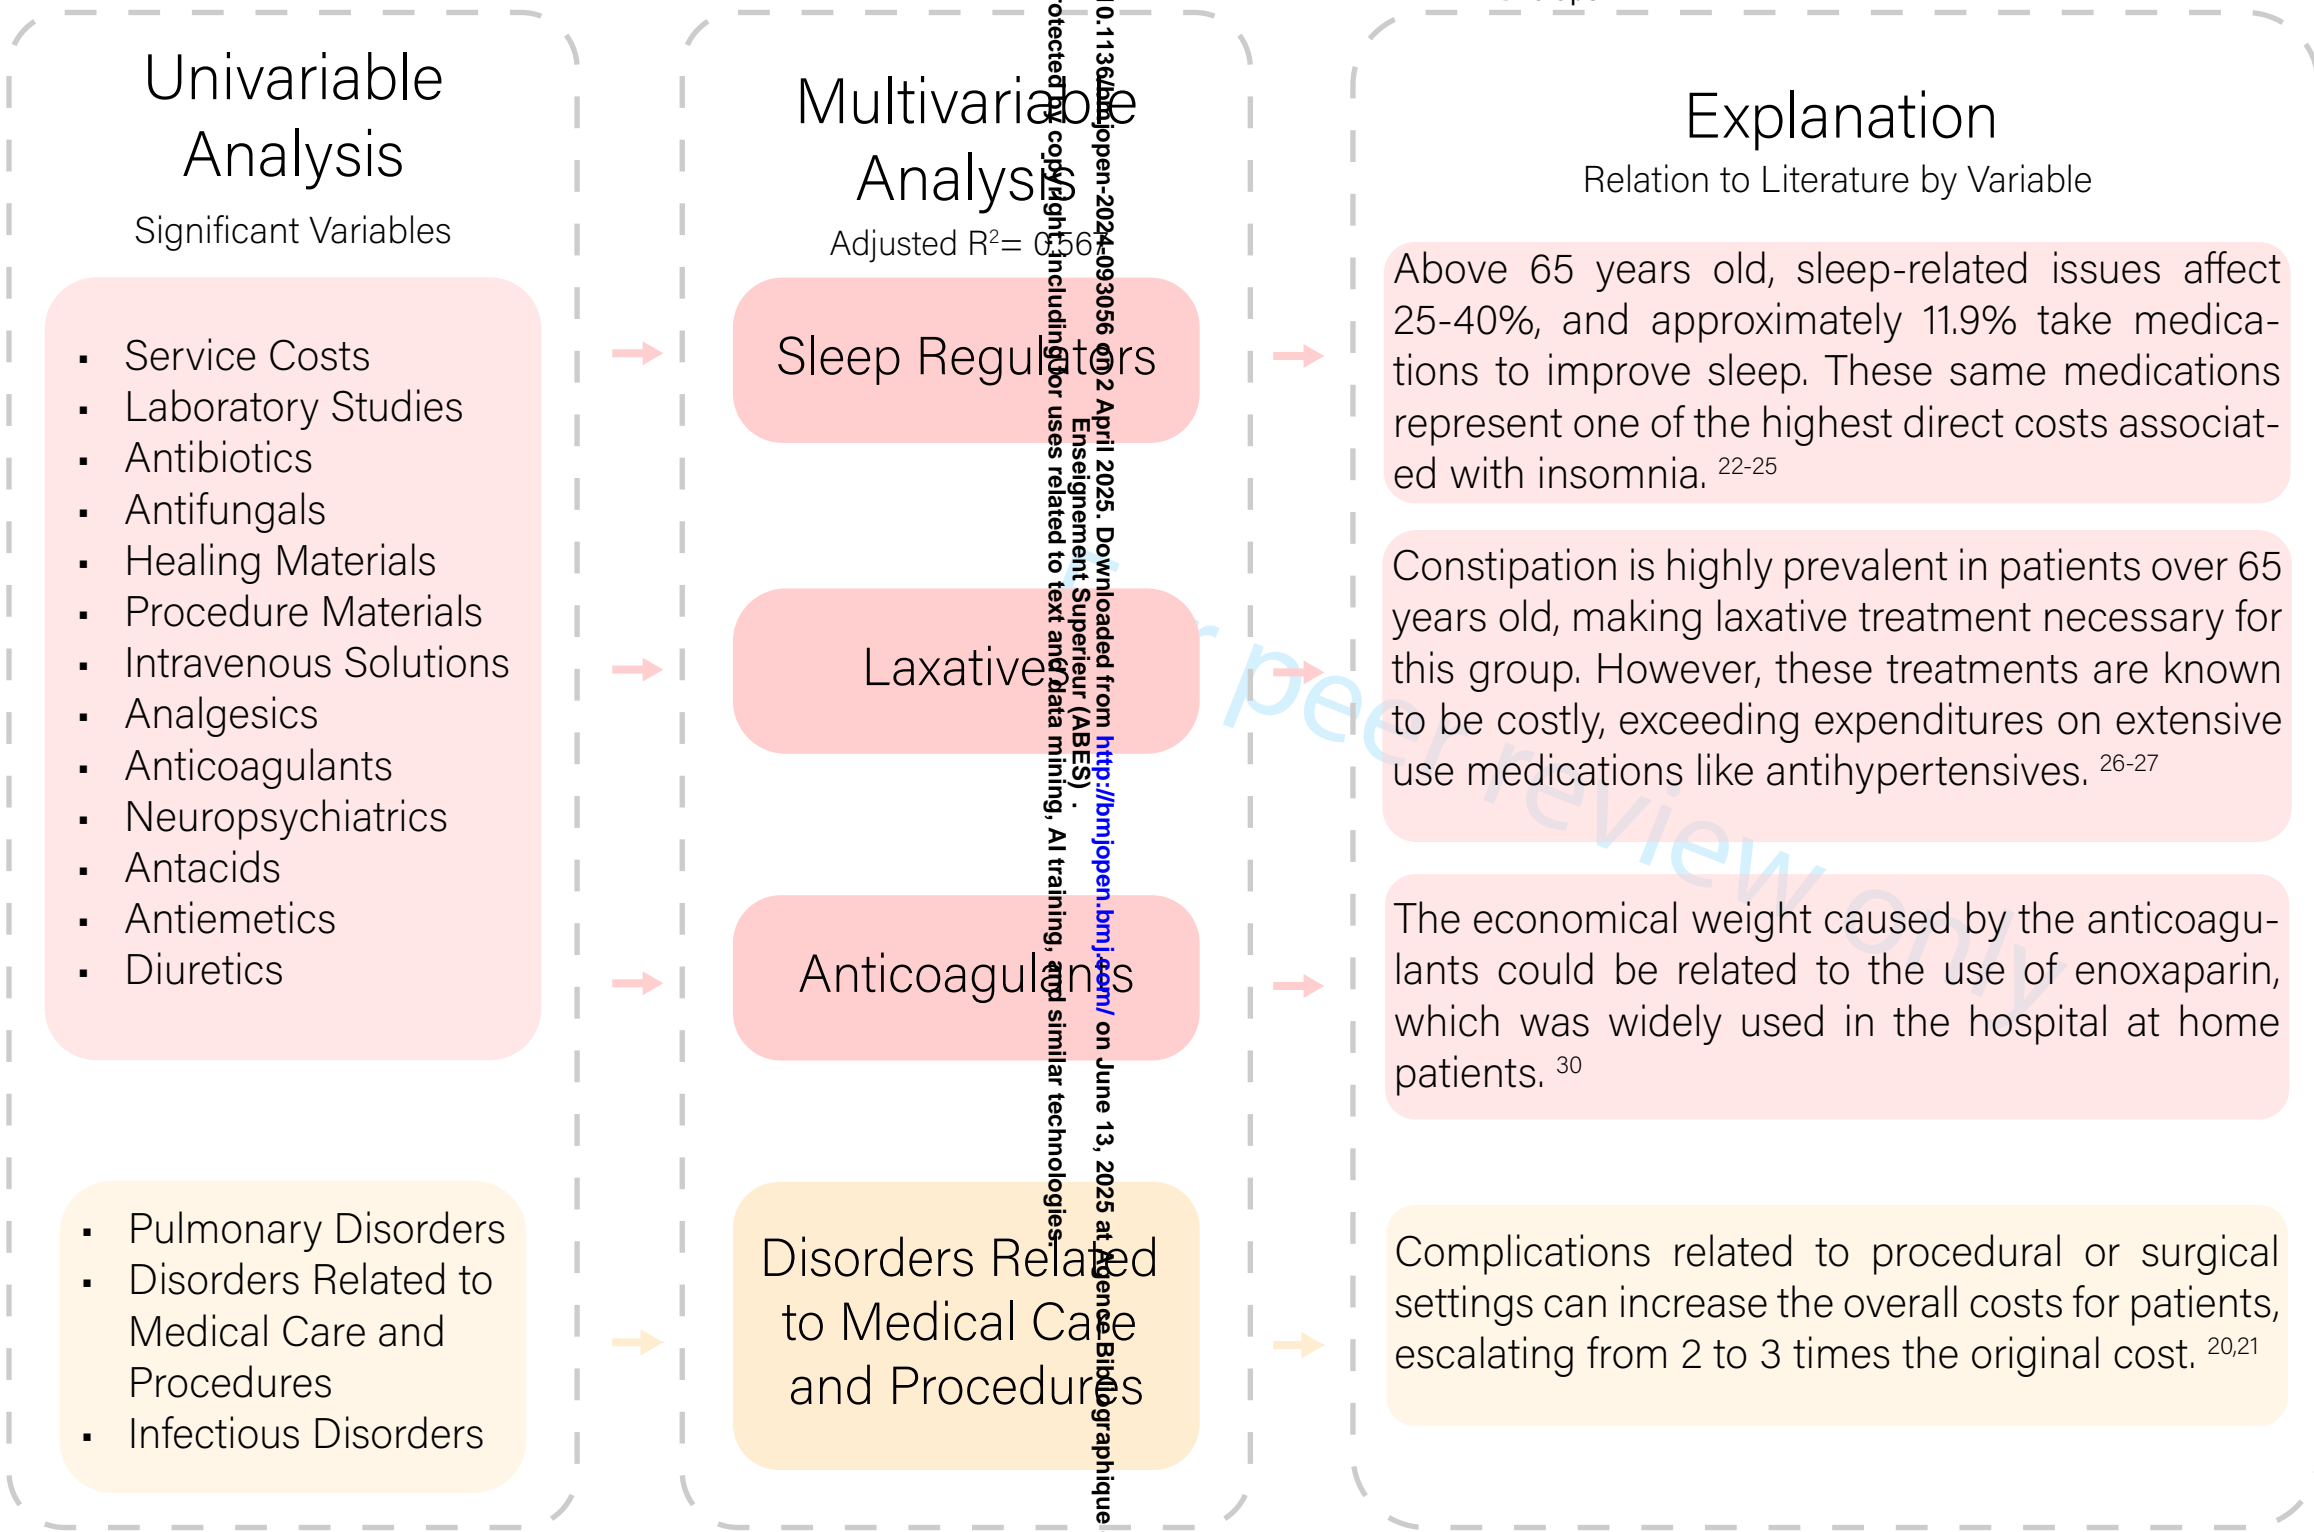 Univariable
Analysis
Significant Variables
▪ Service Costs
▪ Laboratory Studies
▪ Antibiotics
▪ Antifungals
▪ Healing Materials
▪ Procedure Materials
▪ Intravenous Solutions
▪ Analgesics
▪ Anticoagulants
▪ Neuropsychiatrics
▪ Antacids
▪ Antiemetics
▪ Diuretics
▪ Pulmonary Disorders
▪ Disorders Related to
Medical Care and
Procedures
▪ Infectious Disorders
Multivariable
Analysis
Adjusted R²= 0.567
Sleep Regulators
Laxatives
Anticoagulants
Disorders Related
to Medical Care
and Procedures
Explanation
Relation to Literature by Variable
Above 65 years old, sleep-related issues affect
25-40%, and approximately 11.9% take medica-
tions to improve sleep. These same medications
represent one of the highest direct costs associat-
ed with insomnia. 22-25
Constipation is highly prevalent in patients over 65
years old, making laxative treatment necessary for
this group. However, these treatments are known
to be costly, exceeding expenditures on extensive
use medications like antihypertensives. 26-27
The economical weight caused by the anticoagu-
lants could be related to the use of enoxaparin,
which was widely used in the hospital at home
patients. 30
Complications related to procedural or surgical
settings can increase the overall costs for patients,
escalating from 2 to 3 times the original cost. 20,21
10.1136/bmjopen-2024-093056 on 2 April 2025. Downloaded from http://bmjopen.bmj.com/ on June 13, 2025 at Agence Bibliographique
Enseignement Superieur (ABES) .
by copyright, including for uses related to text and data mining, AI training, and similar technologies.
peer review only